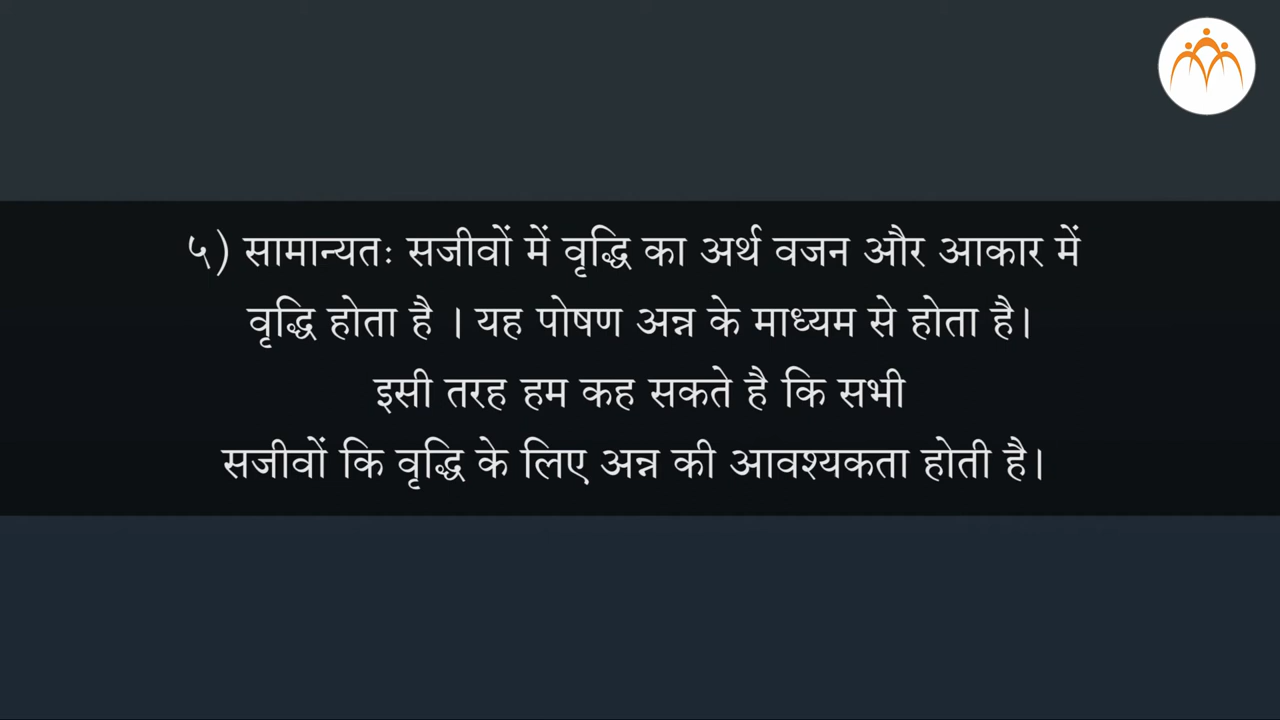 ५) सामान्यतः सजीवों में वृद्धि का अर्थ वजन और आकार में
वृद्धि होता है । यह पोषण अन्न के माध्यम से होता है।
इसी तरह हम कह सकते है कि सभी
सजीवों कि वृद्धि के लिए अन्न की आवश्यकता होती है।